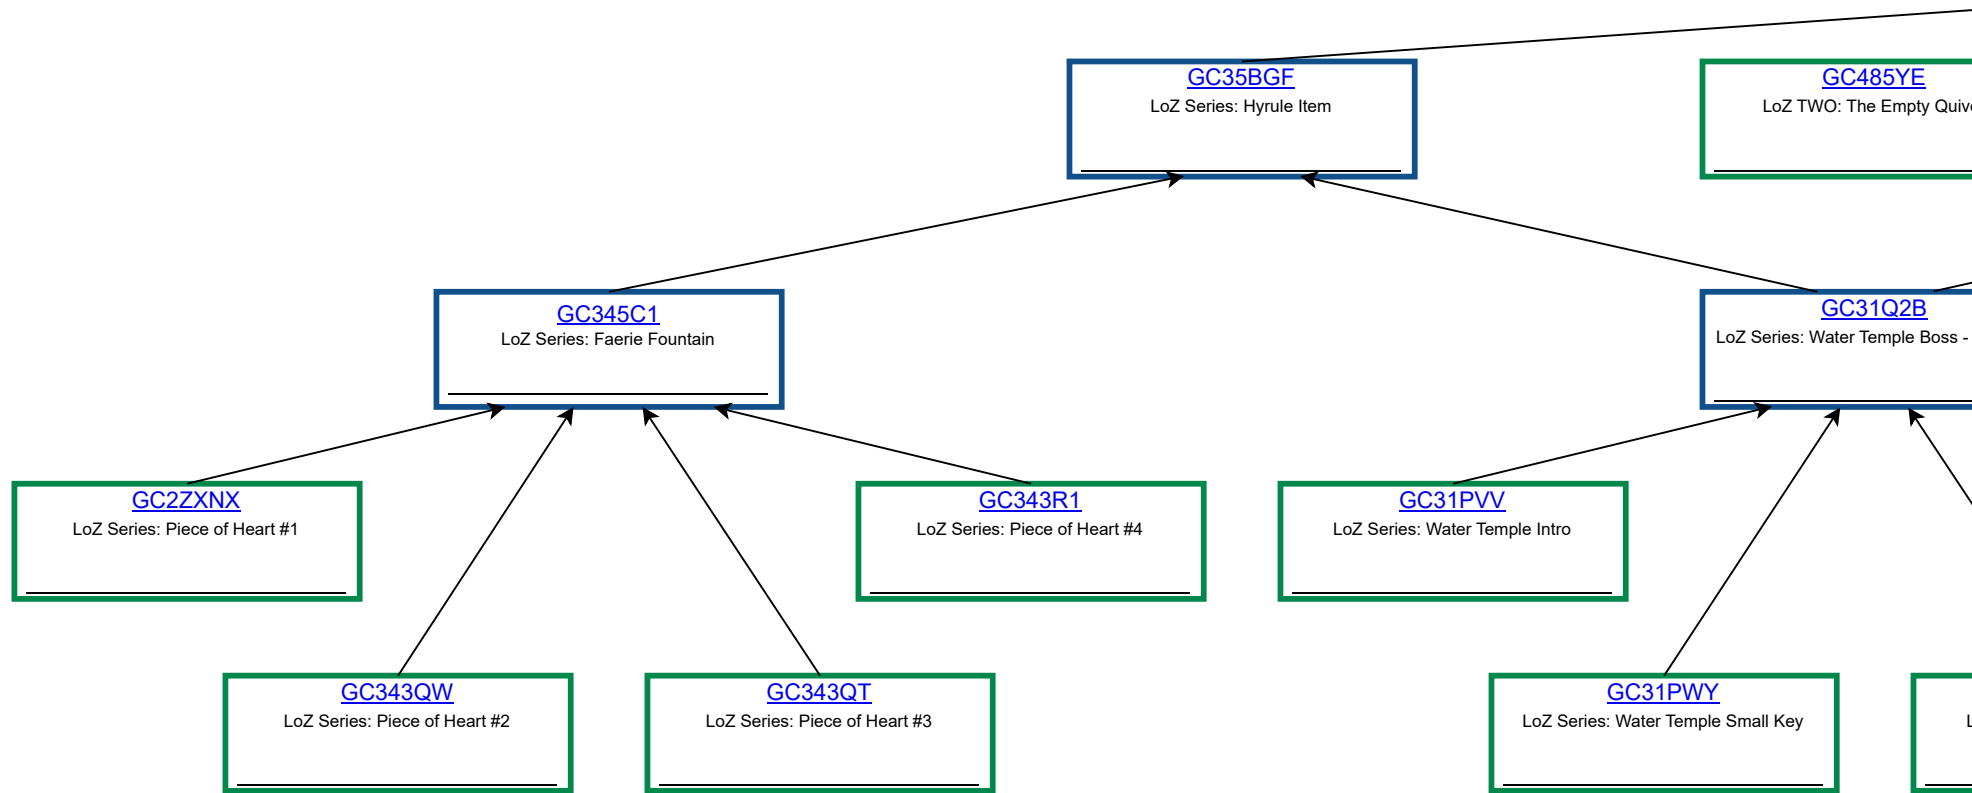 GC35BGF
LoZ Series: Hyrule Item
GC485YE
LoZ TWO: The Empty
GC345C1
LoZ Series: Faerie Fountain
GC31Q2B
LoZ Series: Water Temple Boss -
GC2ZXNX
LoZ Series: Piece of Heart #1
GC343R1
LoZ Series: Piece of Heart #4
GC31PVV
LoZ Series: Water Temple Intro
GC343QW
LoZ Series: Piece of Heart #2
GC343QT
LoZ Series: Piece of Heart #3
GC31PWY
LoZ Series: Water Temple Small Key